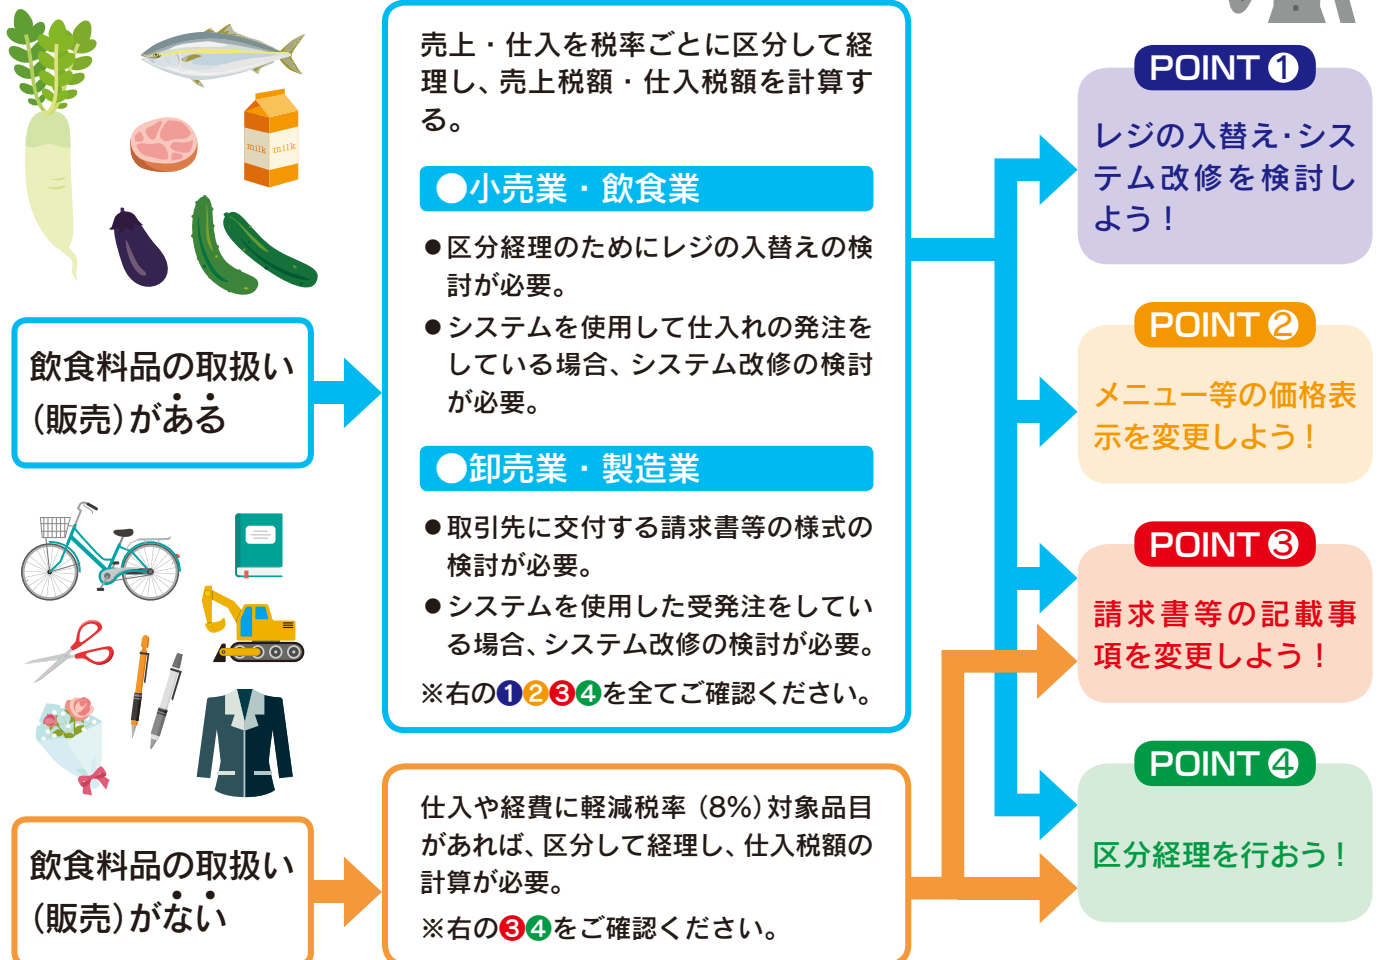 milk milk
飲食料品の取扱い
（販売）がある
売上・仕入を税率ごとに区分して経
理し、売上税額・仕入税額を計算す
る。
●小売業・飲食業
●区分経理のためにレジの入替えの検
討が必要。
●システムを使用して仕入れの発注を
している場合、システム改修の検討
が必要。
●卸売業・製造業
●取引先に交付する請求書等の様式の
検討が必要。
●システムを使用した受発注をしてい
る場合、システム改修の検討が必要。
※右の❶❷❸❹を全てご確認ください。
飲食料品の取扱い
（販売）がない
仕入や経費に軽減税率（8%）対象品目
があれば、区分して経理し、仕入税額の
計算が必要。
※右の❸❹をご確認ください。
POINT ❶
レジの入替え・シス
テム改修を検討し
よう！
POINT ❷
メニュー等の価格表
示を変更しよう！
POINT ❸
請求書等の記載事
項を変更しよう！
POINT ❹
区分経理を行おう！